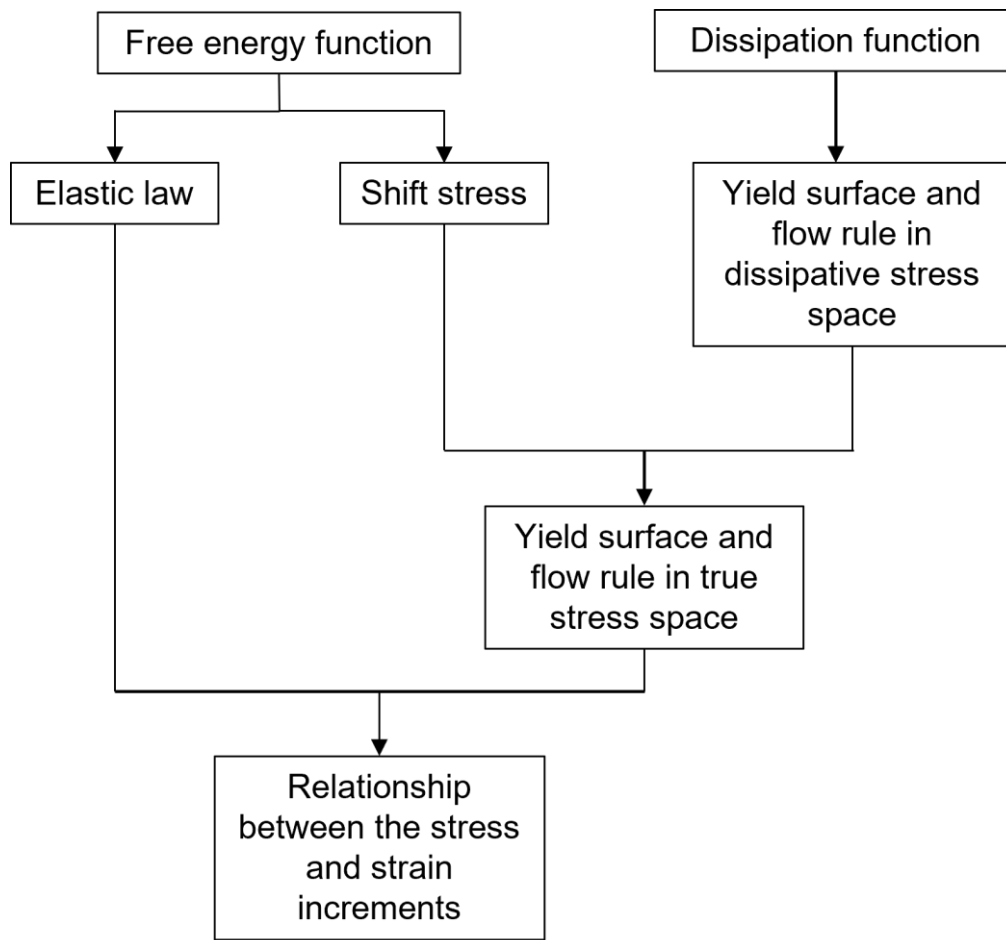 Free energy function
Dissipation function
Elastic law
Shift stress
Yield surface and
flow rule in
dissipative stress
space
Yield surface and
flow rule in true
stress space
Relationship
between the stress
and strain
increments